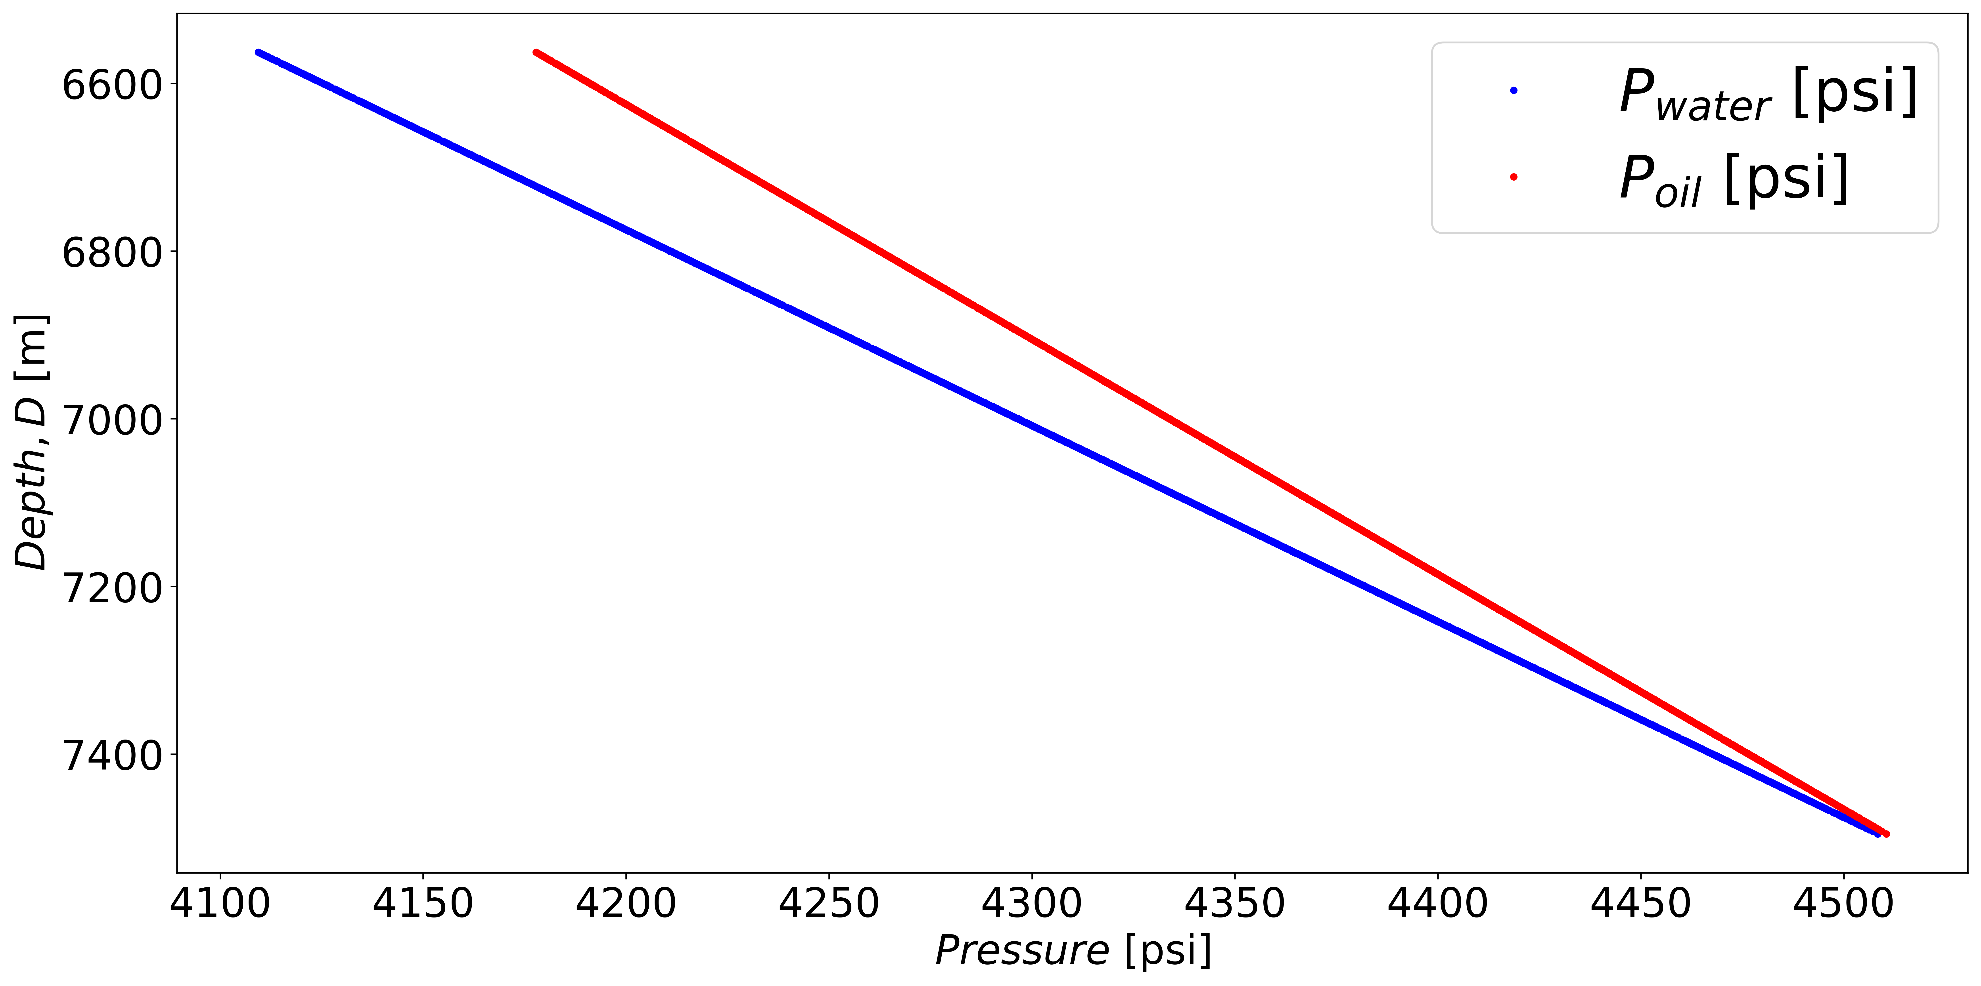 P_water [psi]
P_oil [psi]
6600
6800
7000
7200
7400
Depth, D [m]
4100 4150 4200 4250 4300 4350 4400 4450 4500
Pressure [psi]